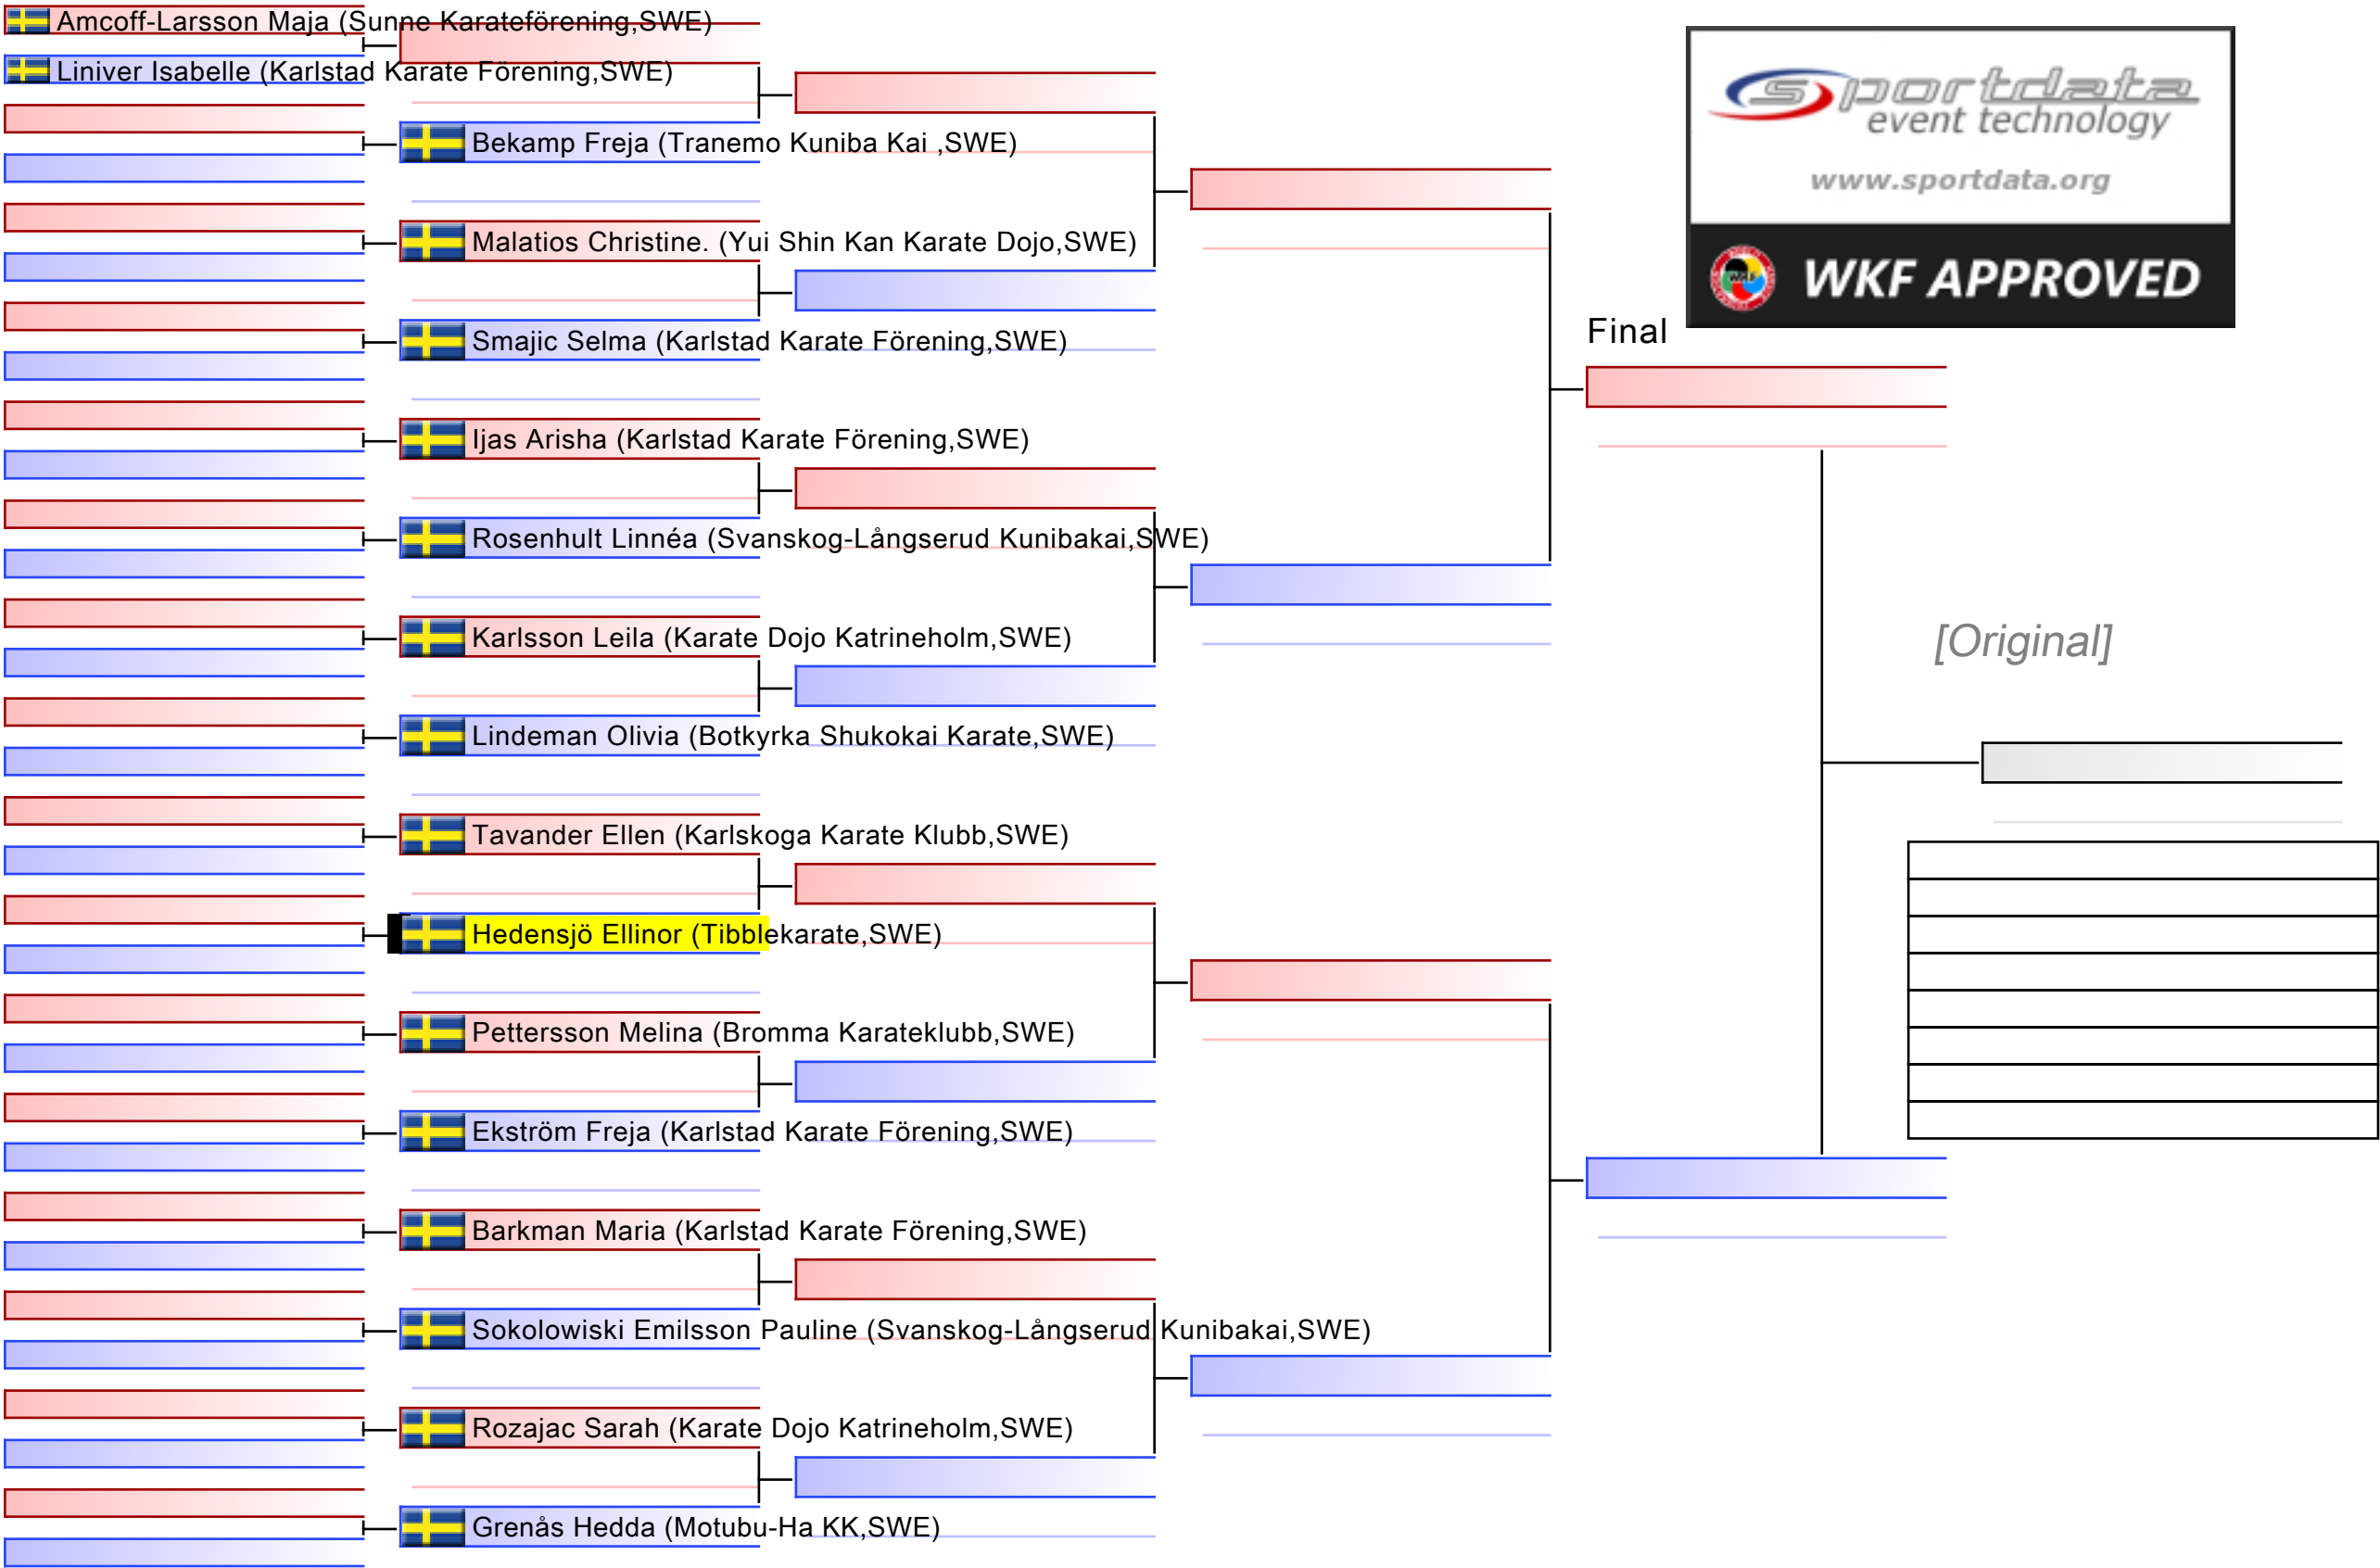 Amcoff-Larsson Maja (Sunne Karateförening,SWE)
Liniver Isabelle (Karlstad Karate Förening,SWE)
Bekamp Freja (Tranemo Kuniba Kai ,SWE)
Malatios Christine. (Yui Shin Kan Karate Dojo,SWE)
Smajic Selma (Karlstad Karate Förening,SWE)
Ijas Arisha (Karlstad Karate Förening,SWE)
Rosenhult Linnéa (Svanskog-Långserud Kunibakai,SWE)
Karlsson Leila (Karate Dojo Katrineholm,SWE)
Lindeman Olivia (Botkyrka Shukokai Karate,SWE)
Tavander Ellen (Karlskoga Karate Klubb,SWE)
Hedensjö Ellinor (Tibblekarate,SWE)
Pettersson Melina (Bromma Karateklubb,SWE)
Ekström Freja (Karlstad Karate Förening,SWE)
Barkman Maria (Karlstad Karate Förening,SWE)
Sokolowiski Emilsson Pauline (Svanskog-Långserud Kunibakai,SWE)
Rozajac Sarah (Karate Dojo Katrineholm,SWE)
Grenås Hedda (Motubu-Ha KK,SWE)
sportdata
event technology
www.sportdata.org
WKF
WKF APPROVED
Final
[Original]